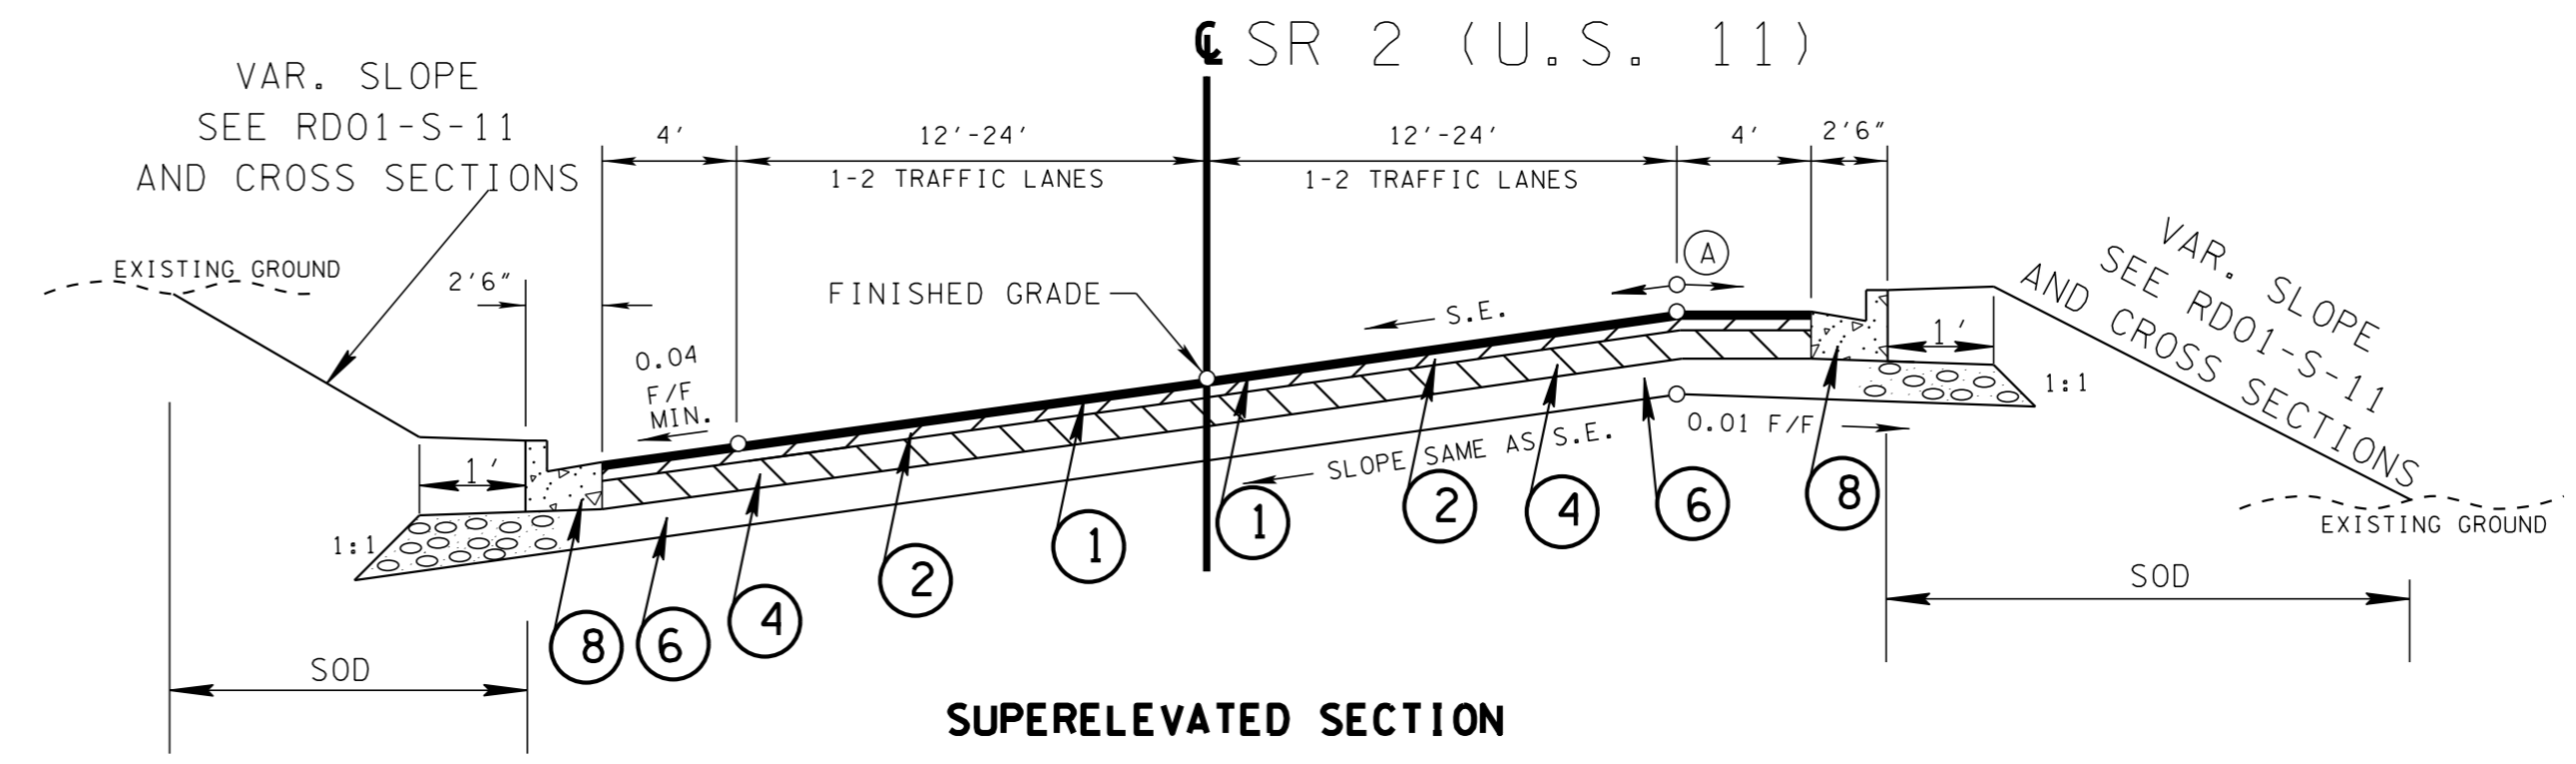 ℄ SR 2 (U.S. 11)
VAR. SLOPE
SEE RD01-S-11
AND CROSS SECTIONS
4'
12'-24'
12'-24'
4'
2'6"
1-2 TRAFFIC LANES
1-2 TRAFFIC LANES
EXISTING GROUND
2'6"
FINISHED GRADE
A
S.E.
VAR. SLOPE
SEE RD01-S-11
AND CROSS SECTIONS
0.04
F/F
MIN.
1'
1:1
1'
1:1
SLOPE SAME AS S.E.
0.01 F/F
8
6
4
2
1
1
2
4
6
8
EXISTING GROUND
SOD
SOD
SUPERELEVATED SECTION